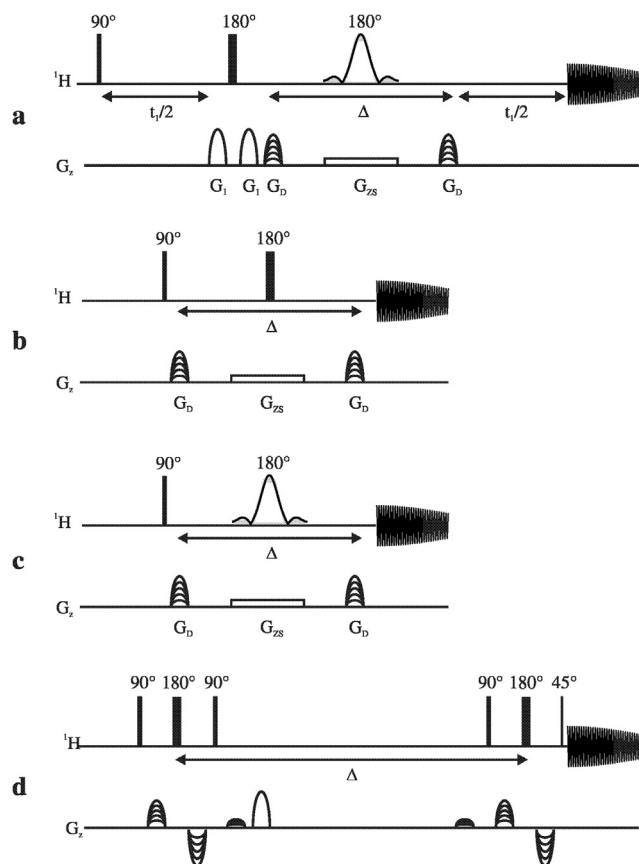 90° 180° 180°
¹H
t₁/2 Δ t₁/2
a
G_z
G₁ G₁ G_D G_ZS G_D
90° 180°
¹H
Δ
b
G_z
G_D G_ZS G_D
90° 180°
¹H
Δ
c
G_z
G_D G_ZS G_D
90° 180° 90° 90° 180° 45°
¹H
Δ
d
G_z